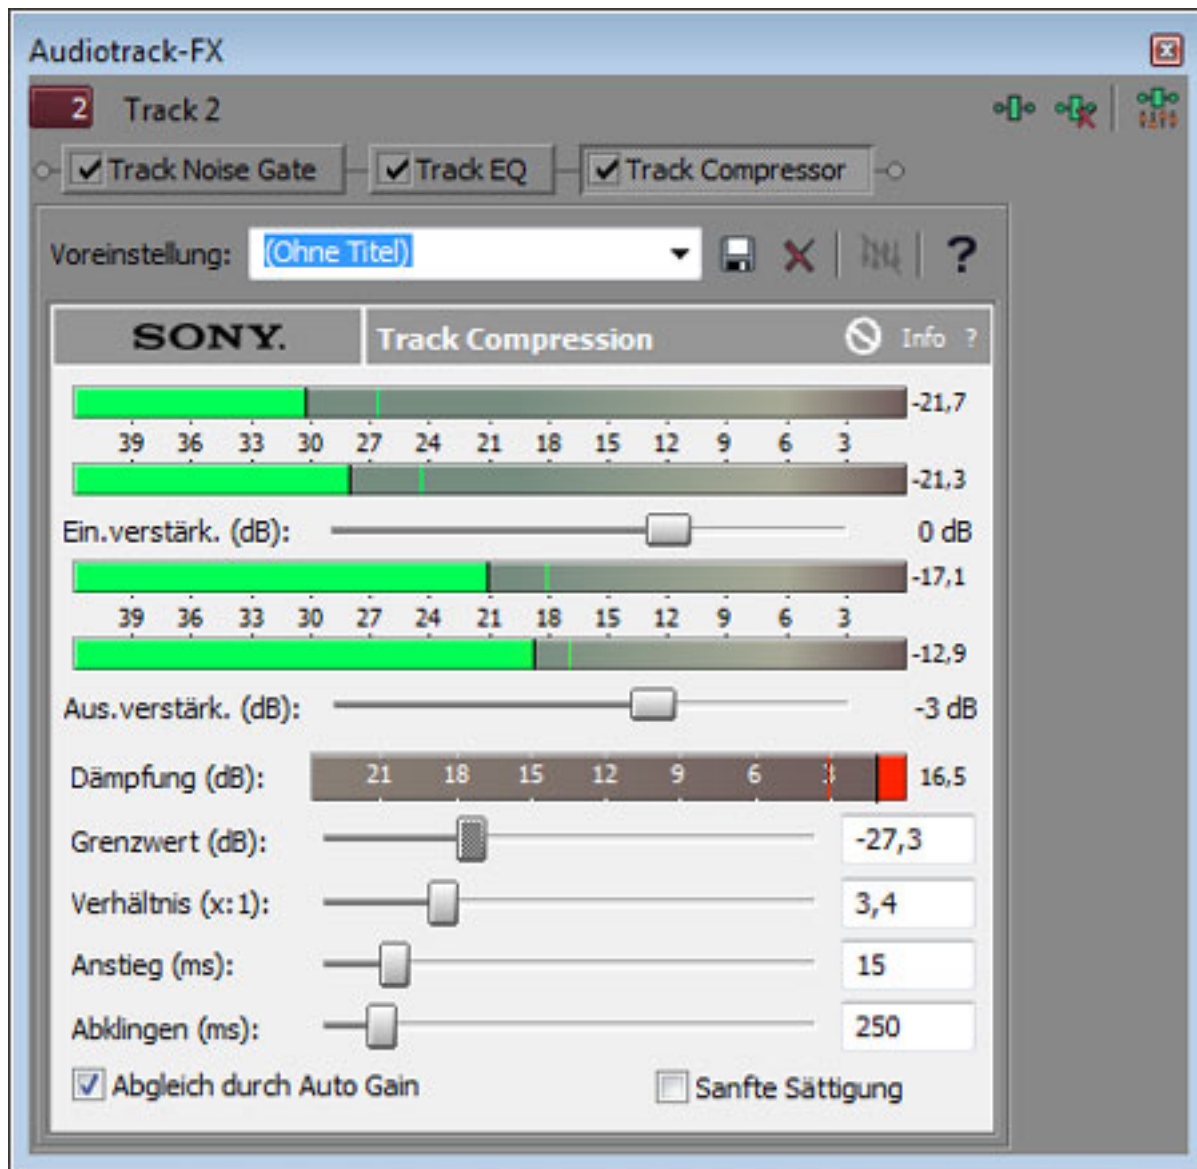 Audiotrack-FX
2 Track 2
Track Noise Gate Track EQ Track Compressor
Voreinstellung: (Ohne Titel) ?
SONY. Track Compression Info ?
-21,7
39 36 33 30 27 24 21 18 15 12 9 6 3
-21,3
Ein.verstärk. (dB): 0 dB
-17,1
39 36 33 30 27 24 21 18 15 12 9 6 3
-12,9
Aus.verstärk. (dB): -3 dB
Dämpfung (dB): 21 18 15 12 9 6 3 16,5
Grenzwert (dB): -27,3
Verhältnis (x:1): 3,4
Anstieg (ms): 15
Abklingen (ms): 250
Abgleich durch Auto Gain Sanfte Sättigung